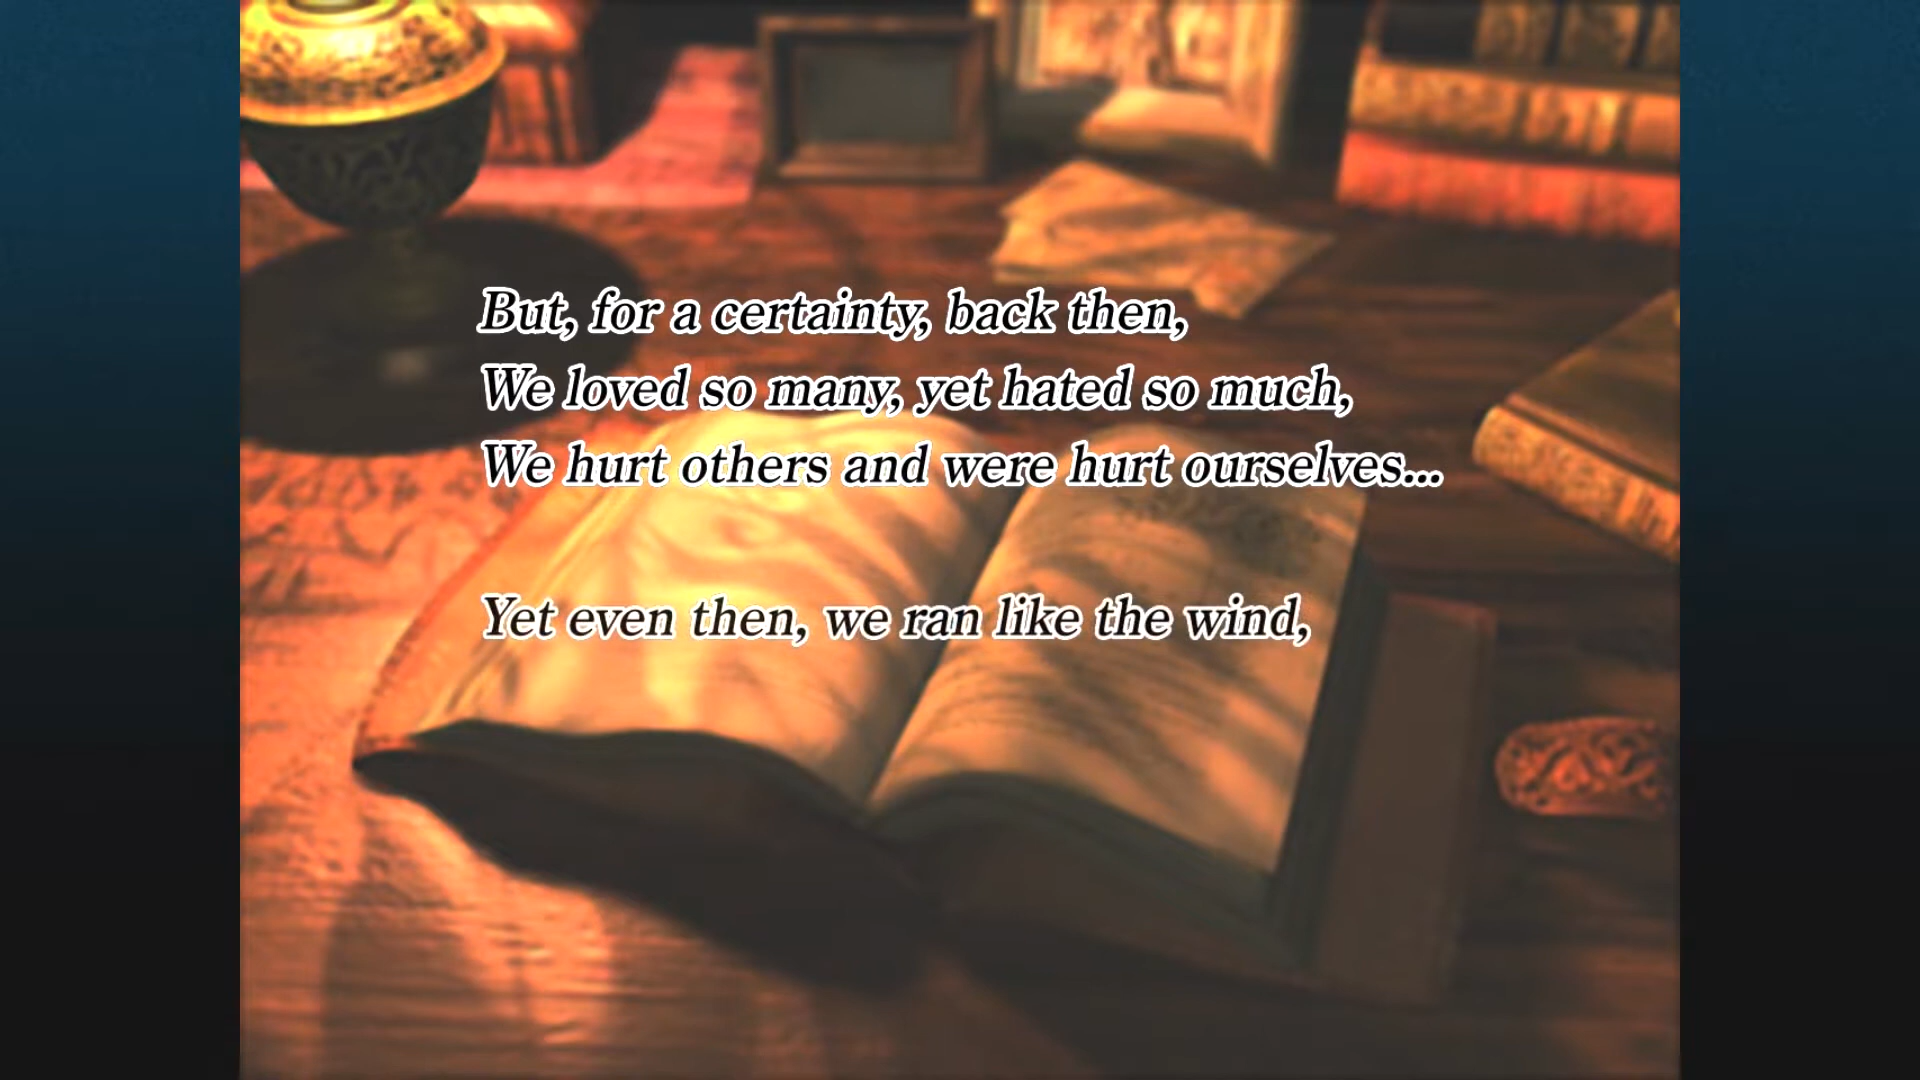 But, for a certainty, back then,
We loved so many, yet hated so much,
We hurt others and were hurt ourselves...
Yet even then, we ran like the wind,